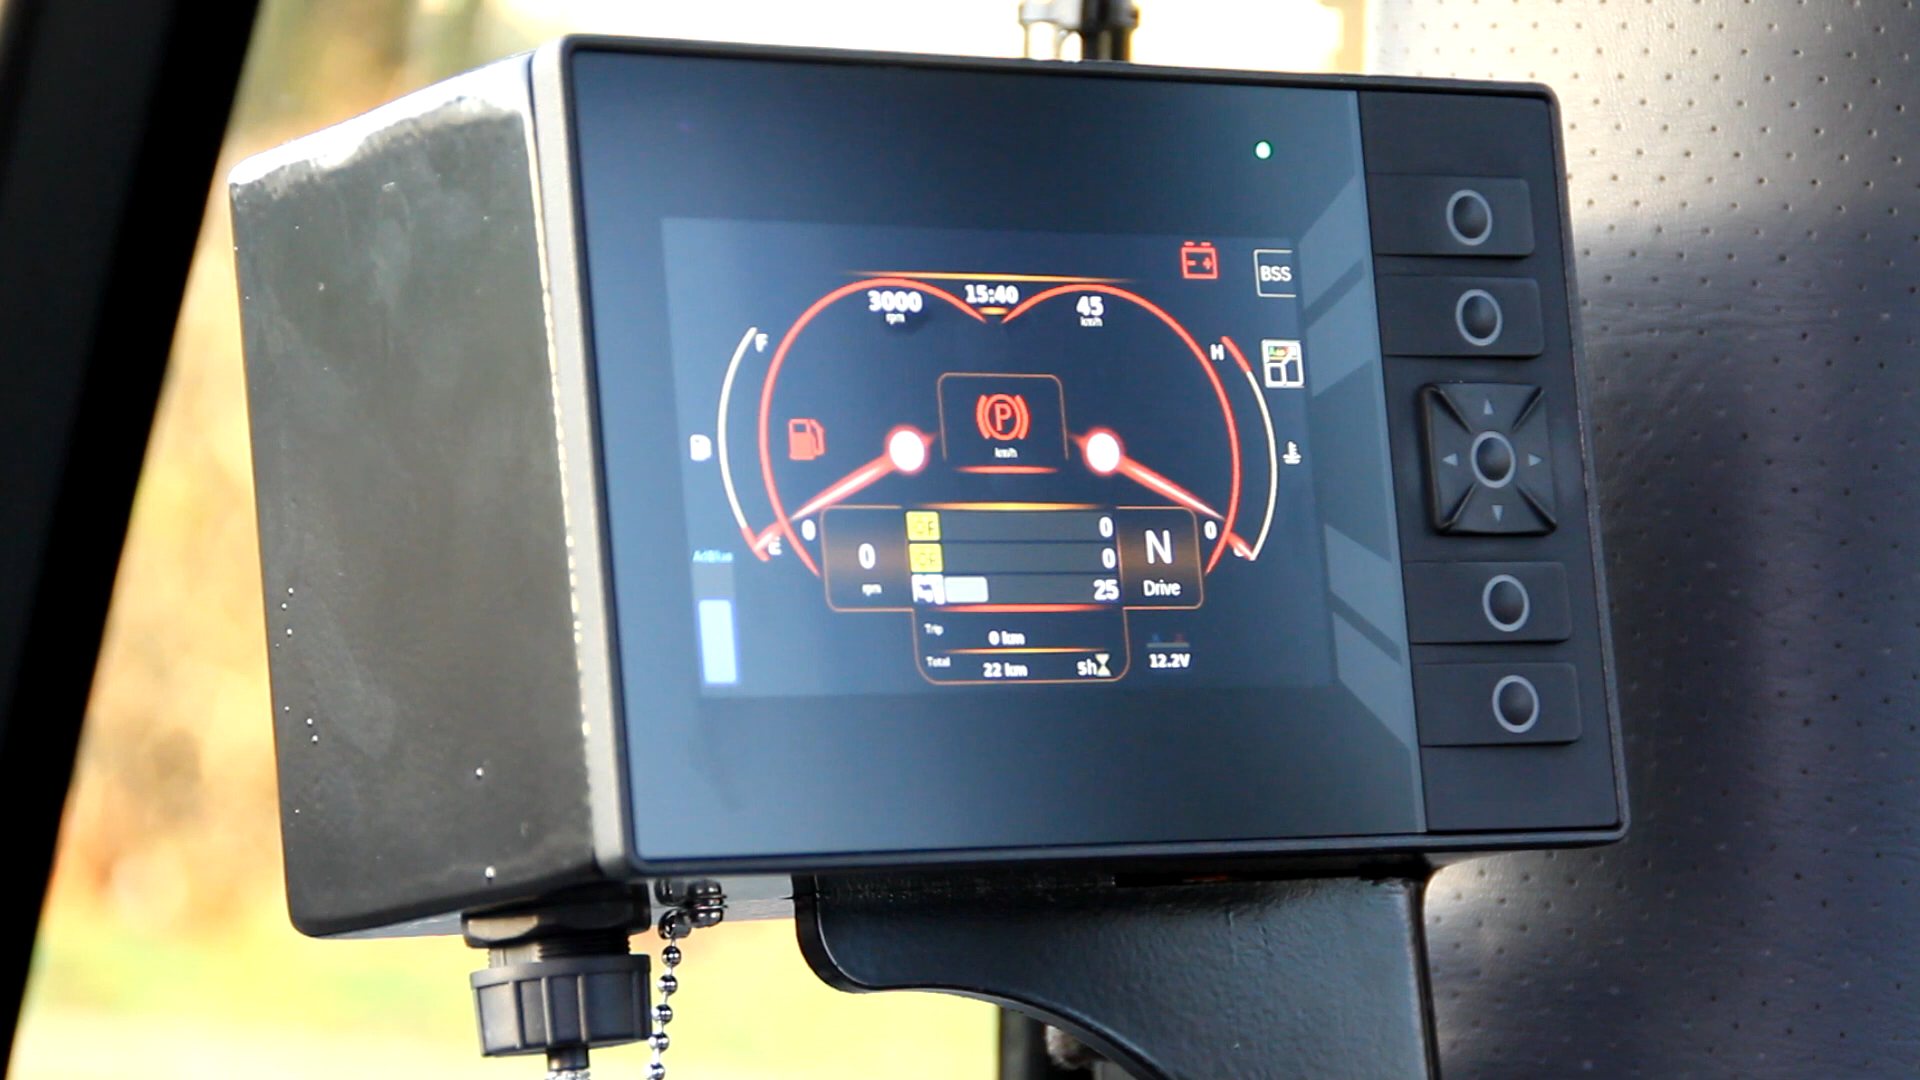 BSS
3000
rpm
15:40
45
km/h
F
H
P
km/h
0
0
E
AdBlue
0
rpm
0
0
25
N
Drive
Trip
0 km
Total
22 km
5h
12.2V